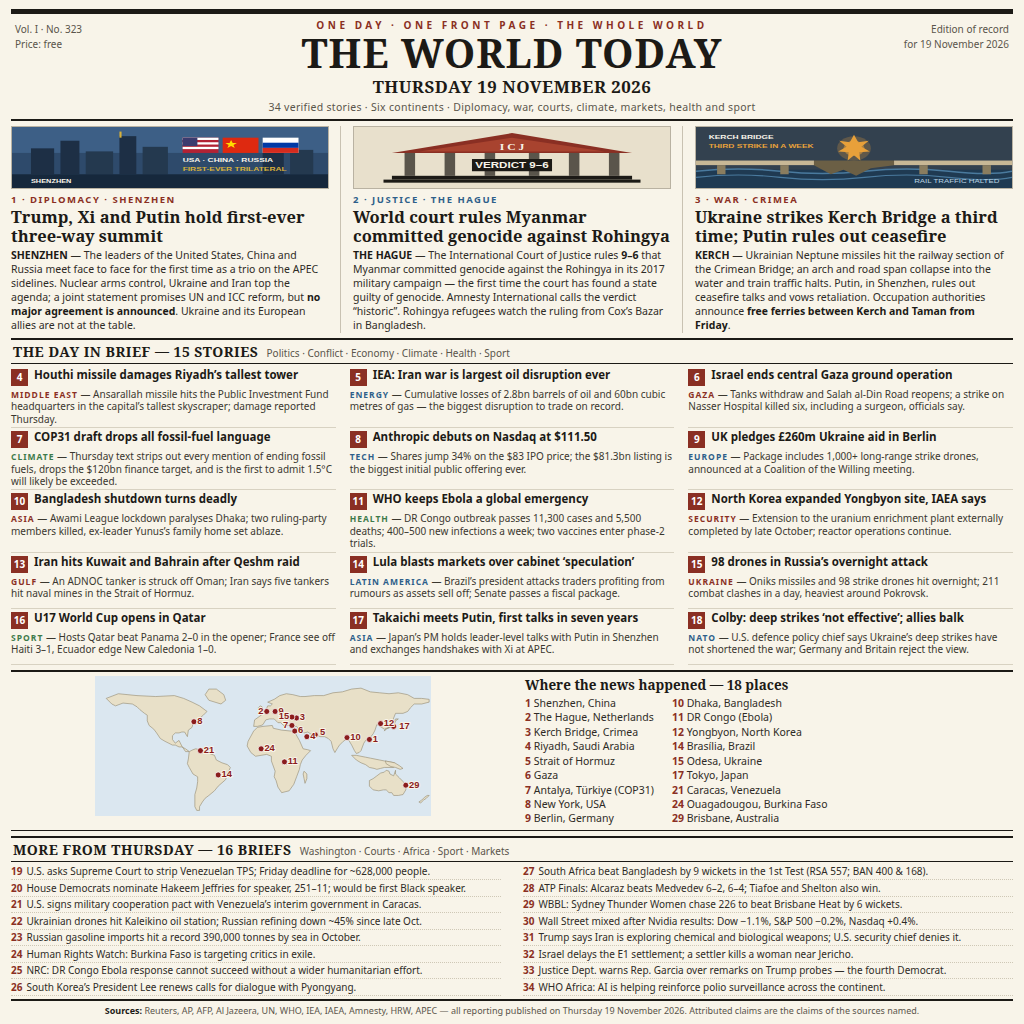 Vol. I · No. 323
Price: free
ONE DAY · ONE FRONT PAGE · THE WHOLE WORLD
THE WORLD TODAY
THURSDAY 19 NOVEMBER 2026
34 verified stories · Six continents · Diplomacy, war, courts, climate, markets, health and sport
Edition of record
for 19 November 2026
USA · CHINA · RUSSIA
FIRST-EVER TRILATERAL
SHENZHEN
1 · DIPLOMACY · SHENZHEN
Trump, Xi and Putin hold first-ever
three-way summit
SHENZHEN — The leaders of the United States, China and
Russia meet face to face for the first time as a trio on the APEC
sidelines. Nuclear arms control, Ukraine and Iran top the
agenda; a joint statement promises UN and ICC reform, but no
major agreement is announced. Ukraine and its European
allies are not at the table.
ICJ
VERDICT 9–6
2 · JUSTICE · THE HAGUE
World court rules Myanmar
committed genocide against Rohingya
THE HAGUE — The International Court of Justice rules 9–6 that
Myanmar committed genocide against the Rohingya in its 2017
military campaign — the first time the court has found a state
guilty of genocide. Amnesty International calls the verdict
“historic”. Rohingya refugees watch the ruling from Cox’s Bazar
in Bangladesh.
KERCH BRIDGE
THIRD STRIKE IN A WEEK
RAIL TRAFFIC HALTED
3 · WAR · CRIMEA
Ukraine strikes Kerch Bridge a third
time; Putin rules out ceasefire
KERCH — Ukrainian Neptune missiles hit the railway section of
the Crimean Bridge; an arch and road span collapse into the
water and train traffic halts. Putin, in Shenzhen, rules out
ceasefire talks and vows retaliation. Occupation authorities
announce free ferries between Kerch and Taman from
Friday.
THE DAY IN BRIEF — 15 STORIES Politics · Conflict · Economy · Climate · Health · Sport
4 Houthi missile damages Riyadh’s tallest tower
MIDDLE EAST — Ansarallah missile hits the Public Investment Fund
headquarters in the capital’s tallest skyscraper; damage reported
Thursday.
5 IEA: Iran war is largest oil disruption ever
ENERGY — Cumulative losses of 2.8bn barrels of oil and 60bn cubic
metres of gas — the biggest disruption to trade on record.
6 Israel ends central Gaza ground operation
GAZA — Tanks withdraw and Salah al-Din Road reopens; a strike on
Nasser Hospital killed six, including a surgeon, officials say.
7 COP31 draft drops all fossil-fuel language
CLIMATE — Thursday text strips out every mention of ending fossil
fuels, drops the $120bn finance target, and is the first to admit 1.5°C
will likely be exceeded.
8 Anthropic debuts on Nasdaq at $111.50
TECH — Shares jump 34% on the $83 IPO price; the $81.3bn listing is
the biggest initial public offering ever.
9 UK pledges £260m Ukraine aid in Berlin
EUROPE — Package includes 1,000+ long-range strike drones,
announced at a Coalition of the Willing meeting.
10 Bangladesh shutdown turns deadly
ASIA — Awami League lockdown paralyses Dhaka; two ruling-party
members killed, ex-leader Yunus’s family home set ablaze.
11 WHO keeps Ebola a global emergency
HEALTH — DR Congo outbreak passes 11,300 cases and 5,500
deaths; 400–500 new infections a week; two vaccines enter phase-2
trials.
12 North Korea expanded Yongbyon site, IAEA says
SECURITY — Extension to the uranium enrichment plant externally
completed by late October; reactor operations continue.
13 Iran hits Kuwait and Bahrain after Qeshm raid
GULF — An ADNOC tanker is struck off Oman; Iran says five tankers
hit naval mines in the Strait of Hormuz.
14 Lula blasts markets over cabinet ‘speculation’
LATIN AMERICA — Brazil’s president attacks traders profiting from
rumours as assets sell off; Senate passes a fiscal package.
15 98 drones in Russia’s overnight attack
UKRAINE — Oniks missiles and 98 strike drones hit overnight; 211
combat clashes in a day, heaviest around Pokrovsk.
16 U17 World Cup opens in Qatar
SPORT — Hosts Qatar beat Panama 2–0 in the opener; France see off
Haiti 3–1, Ecuador edge New Caledonia 1–0.
17 Takaichi meets Putin, first talks in seven years
ASIA — Japan’s PM holds leader-level talks with Putin in Shenzhen
and exchanges handshakes with Xi at APEC.
18 Colby: deep strikes ‘not effective’; allies balk
NATO — U.S. defence policy chief says Ukraine’s deep strikes have
not shortened the war; Germany and Britain reject the view.
2 9
15 3
8 7 6 4 5 12 17
21 24 10 1
11
14 29
Where the news happened — 18 places
1 Shenzhen, China
2 The Hague, Netherlands
3 Kerch Bridge, Crimea
4 Riyadh, Saudi Arabia
5 Strait of Hormuz
6 Gaza
7 Antalya, Türkiye (COP31)
8 New York, USA
9 Berlin, Germany
10 Dhaka, Bangladesh
11 DR Congo (Ebola)
12 Yongbyon, North Korea
14 Brasília, Brazil
15 Odesa, Ukraine
17 Tokyo, Japan
21 Caracas, Venezuela
24 Ouagadougou, Burkina Faso
29 Brisbane, Australia
MORE FROM THURSDAY — 16 BRIEFS Washington · Courts · Africa · Sport · Markets
19 U.S. asks Supreme Court to strip Venezuelan TPS; Friday deadline for ~628,000 people.
20 House Democrats nominate Hakeem Jeffries for speaker, 251–11; would be first Black speaker.
21 U.S. signs military cooperation pact with Venezuela’s interim government in Caracas.
22 Ukrainian drones hit Kaleikino oil station; Russian refining down ~45% since late Oct.
23 Russian gasoline imports hit a record 390,000 tonnes by sea in October.
24 Human Rights Watch: Burkina Faso is targeting critics in exile.
25 NRC: DR Congo Ebola response cannot succeed without a wider humanitarian effort.
26 South Korea’s President Lee renews calls for dialogue with Pyongyang.
27 South Africa beat Bangladesh by 9 wickets in the 1st Test (RSA 557; BAN 400 & 168).
28 ATP Finals: Alcaraz beats Medvedev 6–2, 6–4; Tiafoe and Shelton also win.
29 WBBL: Sydney Thunder Women chase 226 to beat Brisbane Heat by 6 wickets.
30 Wall Street mixed after Nvidia results: Dow −1.1%, S&P 500 −0.2%, Nasdaq +0.4%.
31 Trump says Iran is exploring chemical and biological weapons; U.S. security chief denies it.
32 Israel delays the E1 settlement; a settler kills a woman near Jericho.
33 Justice Dept. warns Rep. Garcia over remarks on Trump probes — the fourth Democrat.
34 WHO Africa: AI is helping reinforce polio surveillance across the continent.
Sources: Reuters, AP, AFP, Al Jazeera, UN, WHO, IEA, IAEA, Amnesty, HRW, APEC — all reporting published on Thursday 19 November 2026. Attributed claims are the claims of the sources named.